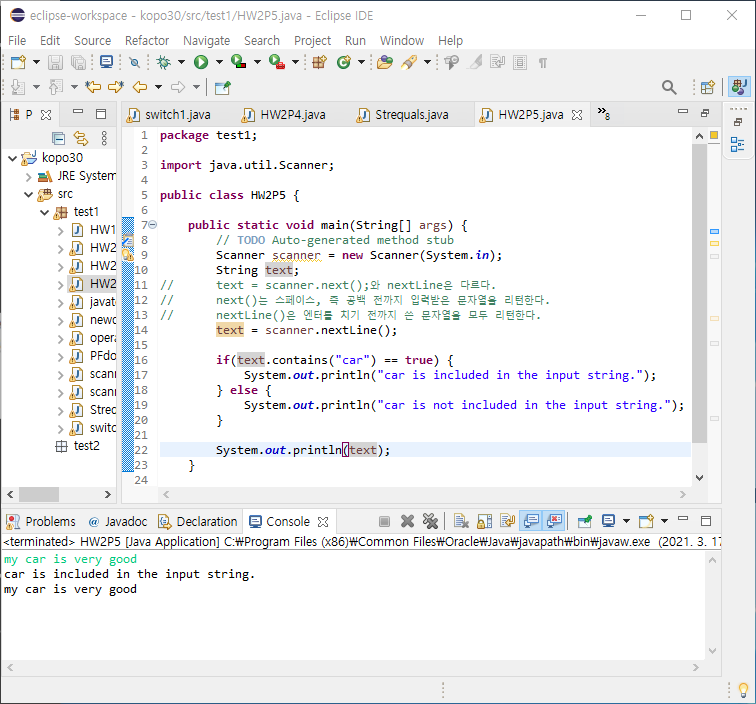 eclipse-workspace - kopo30/src/test1/HW2P5.java - Eclipse IDE
File Edit Source Refactor Navigate Search Project Run Window Help
P
switch1.java HW2P4.java Strequals.java HW2P5.java »8
kopo30
JRE System
src
test1
HW1
HW2
HW2
HW2
javat
newc
opera
PFdo
scann
scann
Streq
switc
test2
1 package test1;
2
3 import java.util.Scanner;
4
5 public class HW2P5 {
6
7 public static void main(String[] args) {
8 // TODO Auto-generated method stub
9 Scanner scanner = new Scanner(System.in);
10 String text;
11 // text = scanner.next();와 nextLine은 다르다.
12 // next()는 스페이스, 즉 공백 전까지 입력받은 문자열을 리턴한다.
13 // nextLine()은 엔터를 치기 전까지 쓴 문자열을 모두 리턴한다.
14 text = scanner.nextLine();
15
16 if(text.contains("car") == true) {
17 System.out.println("car is included in the input string.");
18 } else {
19 System.out.println("car is not included in the input string.");
20 }
21
22 System.out.println(text);
23 }
24
Problems @ Javadoc Declaration Console
<terminated> HW2P5 [Java Application] C:₩Program Files (x86)₩Common Files₩Oracle₩Java₩javapath₩bin₩javaw.exe (2021. 3. 17
my car is very good
car is included in the input string.
my car is very good